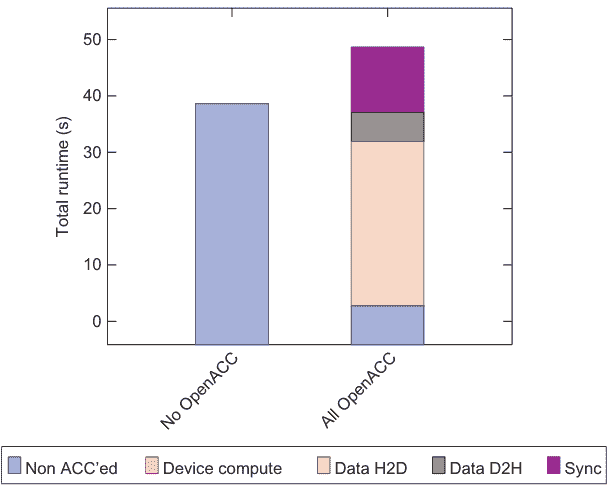 Total runtime (s)
50
40
30
20
10
0
No OpenACC
All OpenACC
Non ACC'ed Device compute Data H2D Data D2H Sync